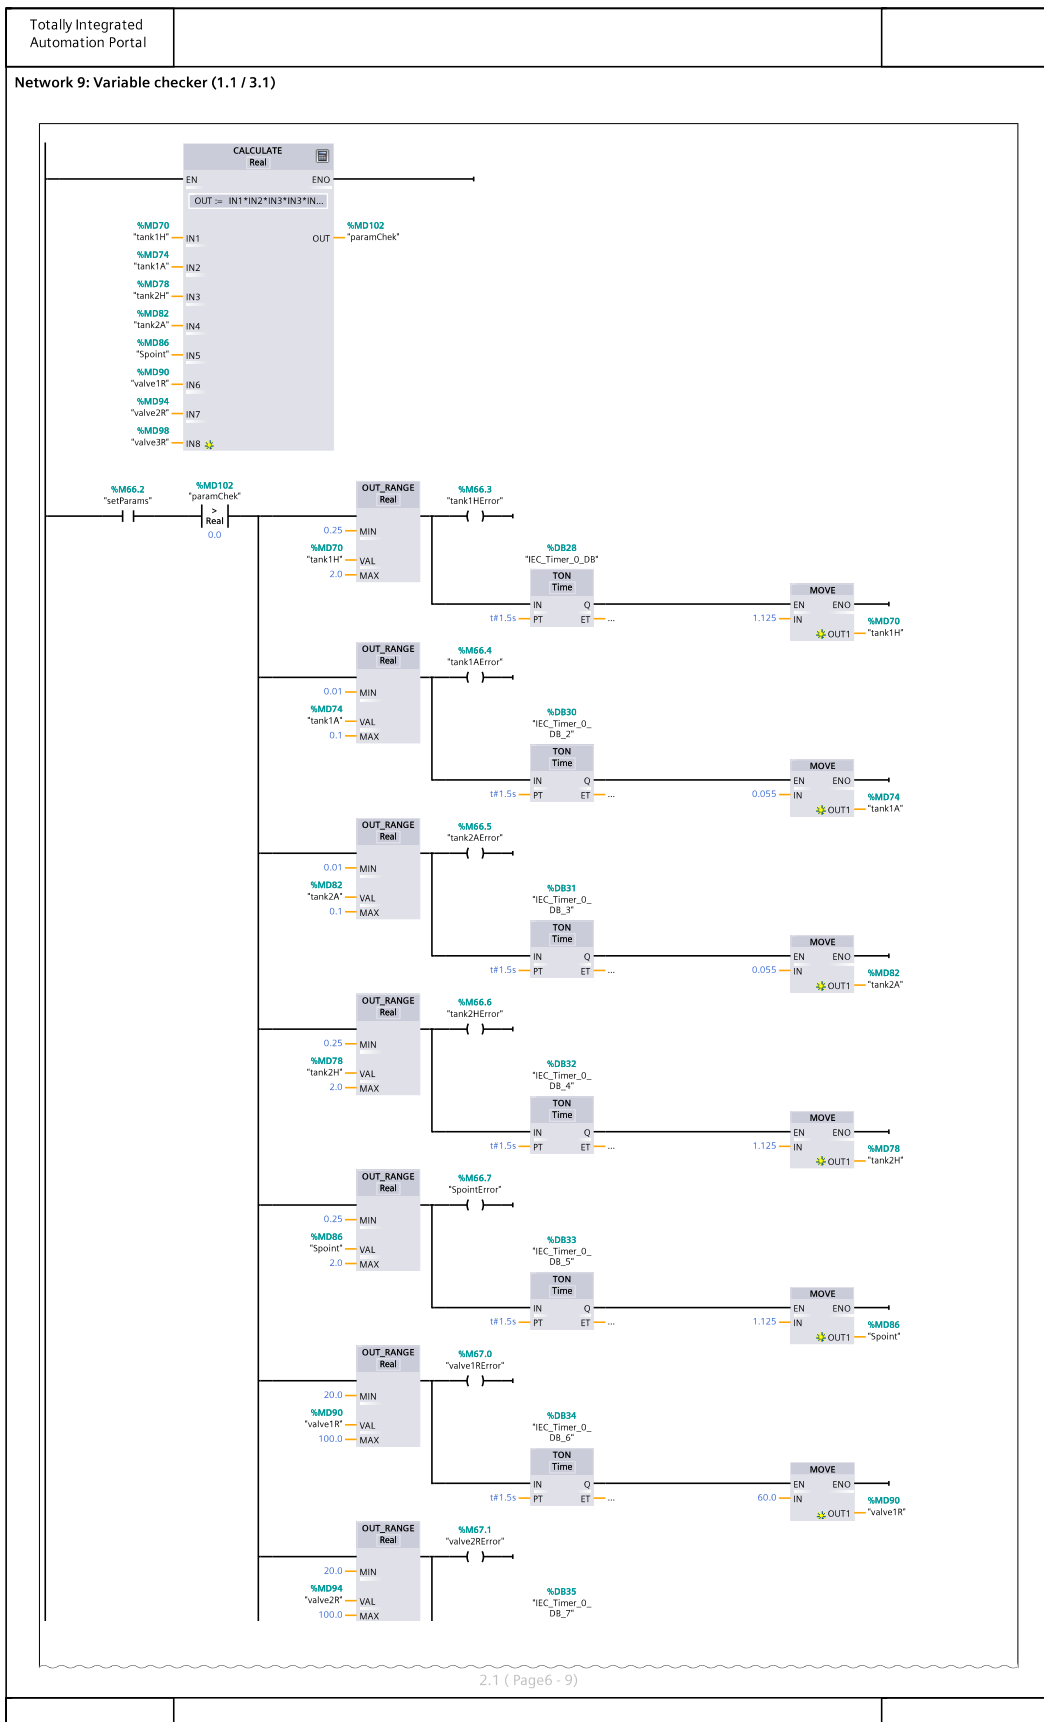 Totally Integrated
Automation Portal
Network 9: Variable checker (1.1 / 3.1)
CALCULATE
Real
EN ENO
OUT := IN1*IN2*IN3*IN3*IN...
%MD70
"tank1H" IN1
OUT
%MD102
"paramChek"
%MD74
"tank1A" IN2
%MD78
"tank2H" IN3
%MD82
"tank2A" IN4
%MD86
"Spoint" IN5
%MD90
"valve1R" IN6
%MD94
"valve2R" IN7
%MD98
"valve3R" IN8
%M66.2
"setParams"
%MD102
"paramChek"
>
Real
0.0
OUT_RANGE
Real
0.25 MIN
%MD70
"tank1H" VAL
2.0 MAX
%M66.3
"tank1HError"
%DB28
"IEC_Timer_0_DB"
TON
Time
IN Q
t#1.5s PT ET ...
MOVE
EN ENO
1.125 IN
%MD70
OUT1 "tank1H"
OUT_RANGE
Real
0.01 MIN
%MD74
"tank1A" VAL
0.1 MAX
%M66.4
"tank1AError"
%DB30
"IEC_Timer_0_
DB_2"
TON
Time
IN Q
t#1.5s PT ET ...
MOVE
EN ENO
0.055 IN
%MD74
OUT1 "tank1A"
OUT_RANGE
Real
0.01 MIN
%MD82
"tank2A" VAL
0.1 MAX
%M66.5
"tank2AError"
%DB31
"IEC_Timer_0_
DB_3"
TON
Time
IN Q
t#1.5s PT ET ...
MOVE
EN ENO
0.055 IN
%MD82
OUT1 "tank2A"
OUT_RANGE
Real
0.25 MIN
%MD78
"tank2H" VAL
2.0 MAX
%M66.6
"tank2HError"
%DB32
"IEC_Timer_0_
DB_4"
TON
Time
IN Q
t#1.5s PT ET ...
MOVE
EN ENO
1.125 IN
%MD78
OUT1 "tank2H"
OUT_RANGE
Real
0.25 MIN
%MD86
"Spoint" VAL
2.0 MAX
%M66.7
"SpointError"
%DB33
"IEC_Timer_0_
DB_5"
TON
Time
IN Q
t#1.5s PT ET ...
MOVE
EN ENO
1.125 IN
%MD86
OUT1 "Spoint"
OUT_RANGE
Real
20.0 MIN
%MD90
"valve1R" VAL
100.0 MAX
%M67.0
"valve1RError"
%DB34
"IEC_Timer_0_
DB_6"
TON
Time
IN Q
t#1.5s PT ET ...
MOVE
EN ENO
60.0 IN
%MD90
OUT1 "valve1R"
OUT_RANGE
Real
20.0 MIN
%MD94
"valve2R" VAL
100.0 MAX
%M67.1
"valve2RError"
%DB35
"IEC_Timer_0_
DB_7"
2.1 ( Page6 - 9)